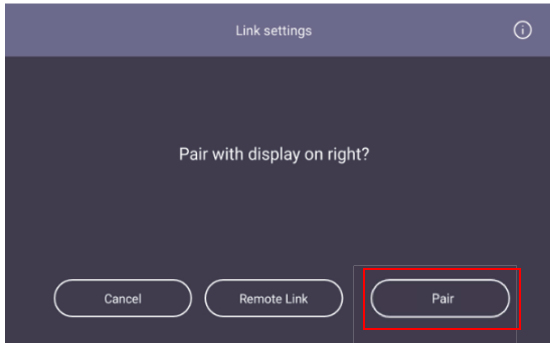 Link settings
Pair with display on right?
Cancel
Remote Link
Pair